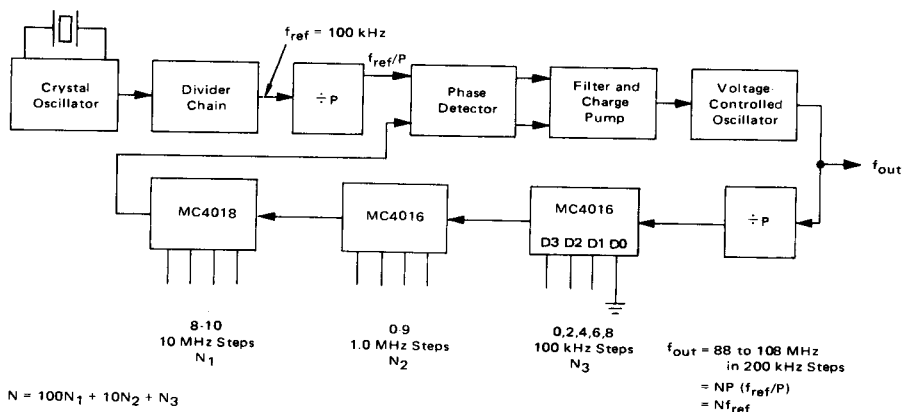 f_ref = 100 kHz
Crystal
Oscillator
Divider
Chain
÷P
f_ref/P
Phase
Detector
Filter and
Charge
Pump
Voltage-
Controlled
Oscillator
f_out
MC4018
MC4016
MC4016
D3 D2 D1 D0
÷P
8-10
10 MHz Steps
N1
0-9
1.0 MHz Steps
N2
0,2,4,6,8
100 kHz Steps
N3
f_out = 88 to 108 MHz
in 200 kHz Steps
= NP (f_ref/P)
= Nf_ref
N = 100N1 + 10N2 + N3